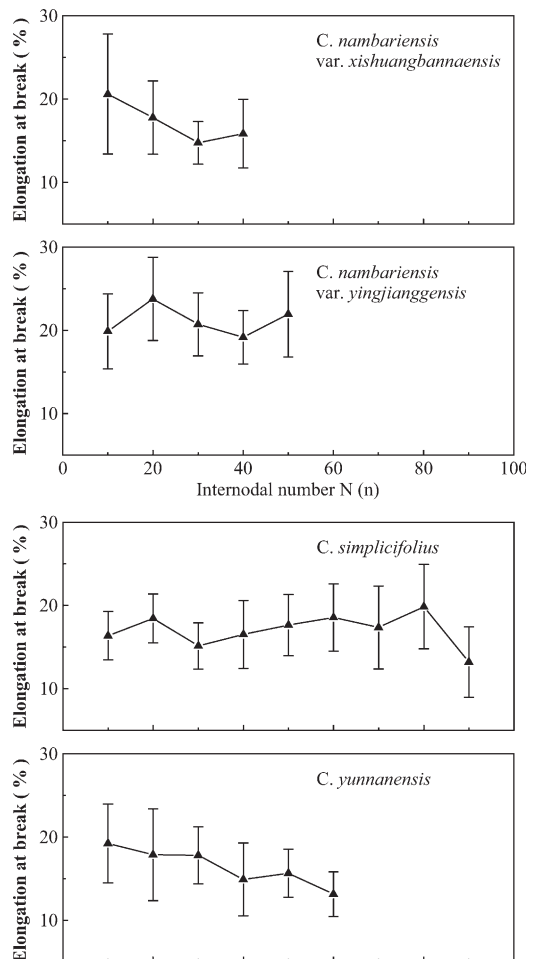 30
20
10
Elongation at break ( % )
C. nambariensis
var. xishuangbannaensis
30
20
10
Elongation at break ( % )
C. nambariensis
var. yingjianggensis
0 20 40 60 80 100
Internodal number N (n)
30
20
10
Elongation at break ( % )
C. simplicifolius
30
20
10
Elongation at break ( % )
C. yunnanensis